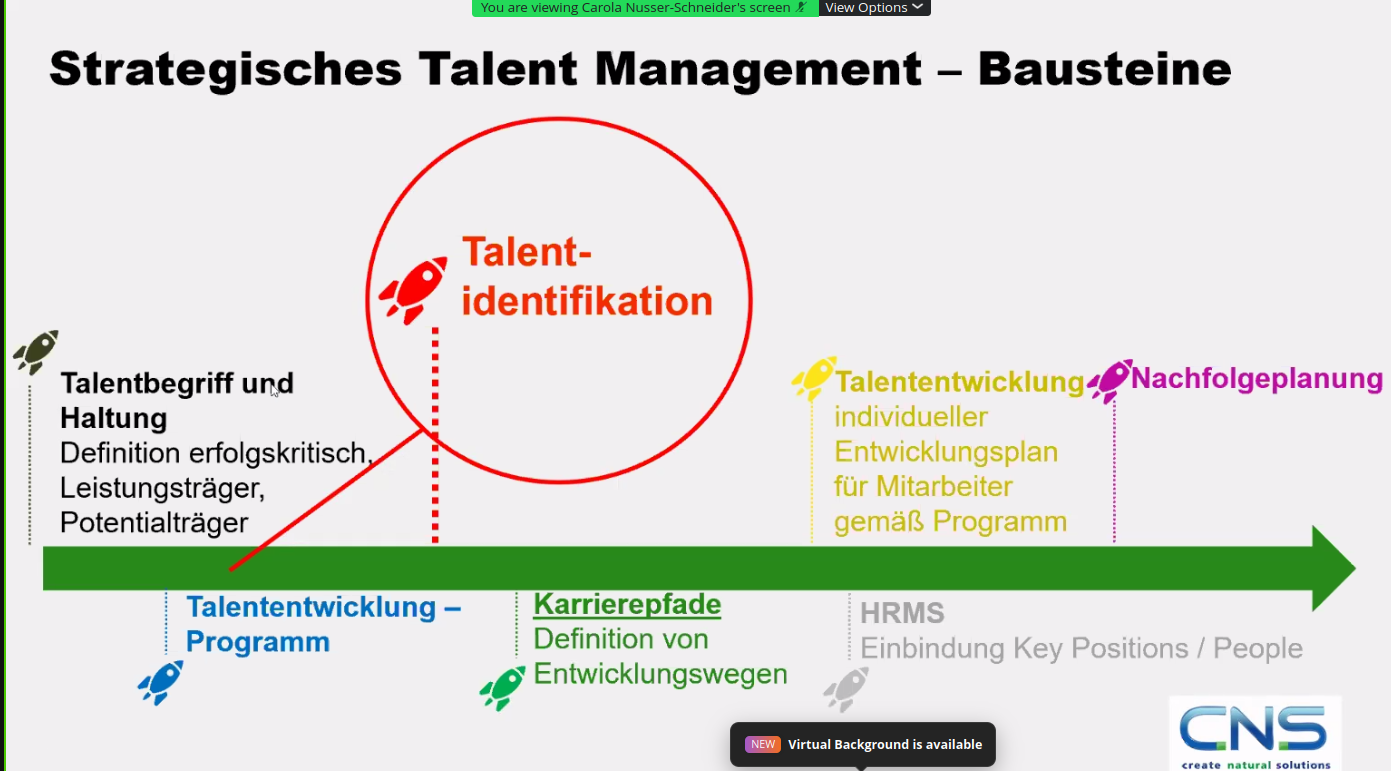 You are viewing Carola Nusser-Schneider's screen
View Options
Strategisches Talent Management – Bausteine
Talent-
identifikation
Talentbegriff und
Haltung
Definition erfolgskritisch,
Leistungsträger,
Potentialträger
Talententwicklung
individueller
Entwicklungsplan
für Mitarbeiter
gemäß Programm
Nachfolgeplanung
Talententwicklung –
Programm
Karrierepfade
Definition von
Entwicklungswegen
HRMS
Einbindung Key Positions / People
NEW Virtual Background is available
CNS
create natural solutions